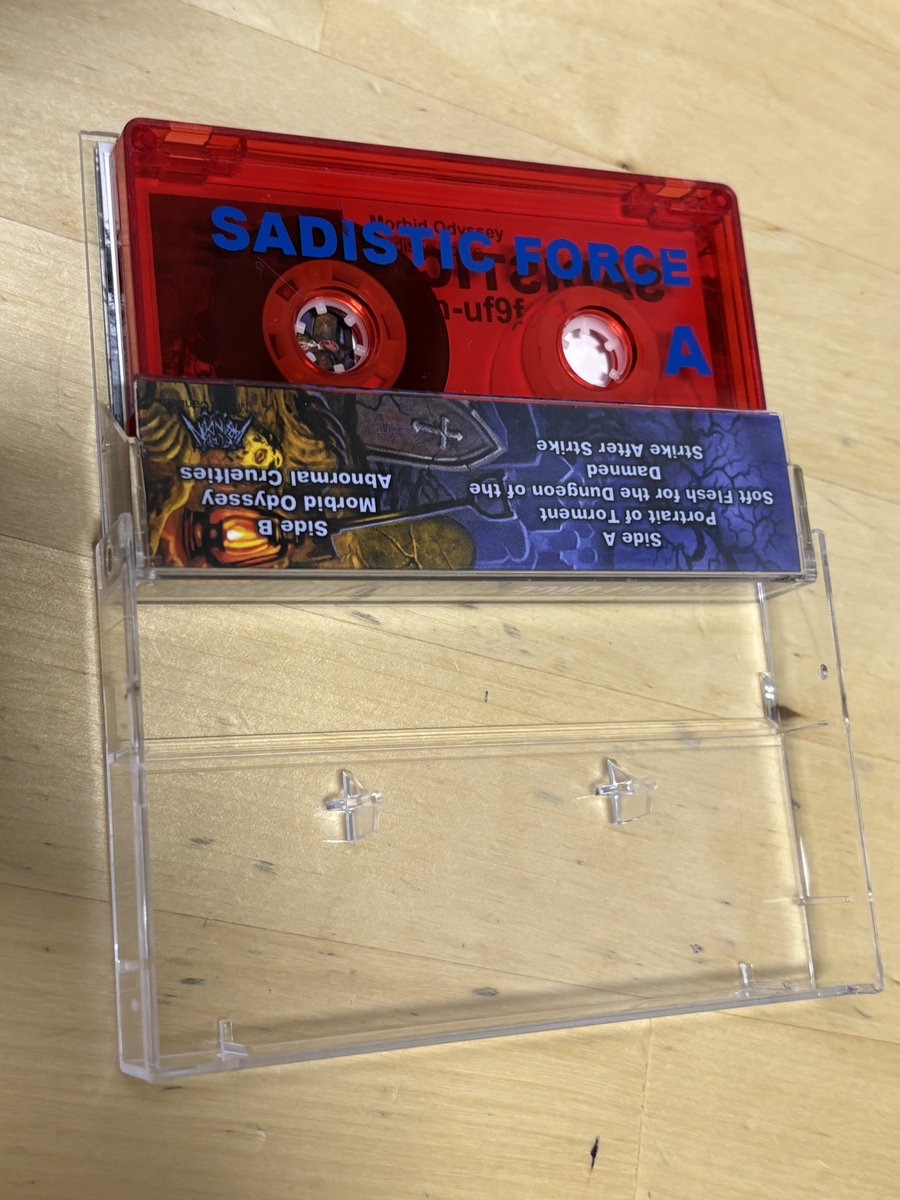 SADISTIC FORCE
A
Morbid Odyssey
Side A
Portrait of Torment
Soft Flesh for the Dungeon of the
Damned
Strike After Strike
Side B
Morbid Odyssey
Abnormal Cruelties